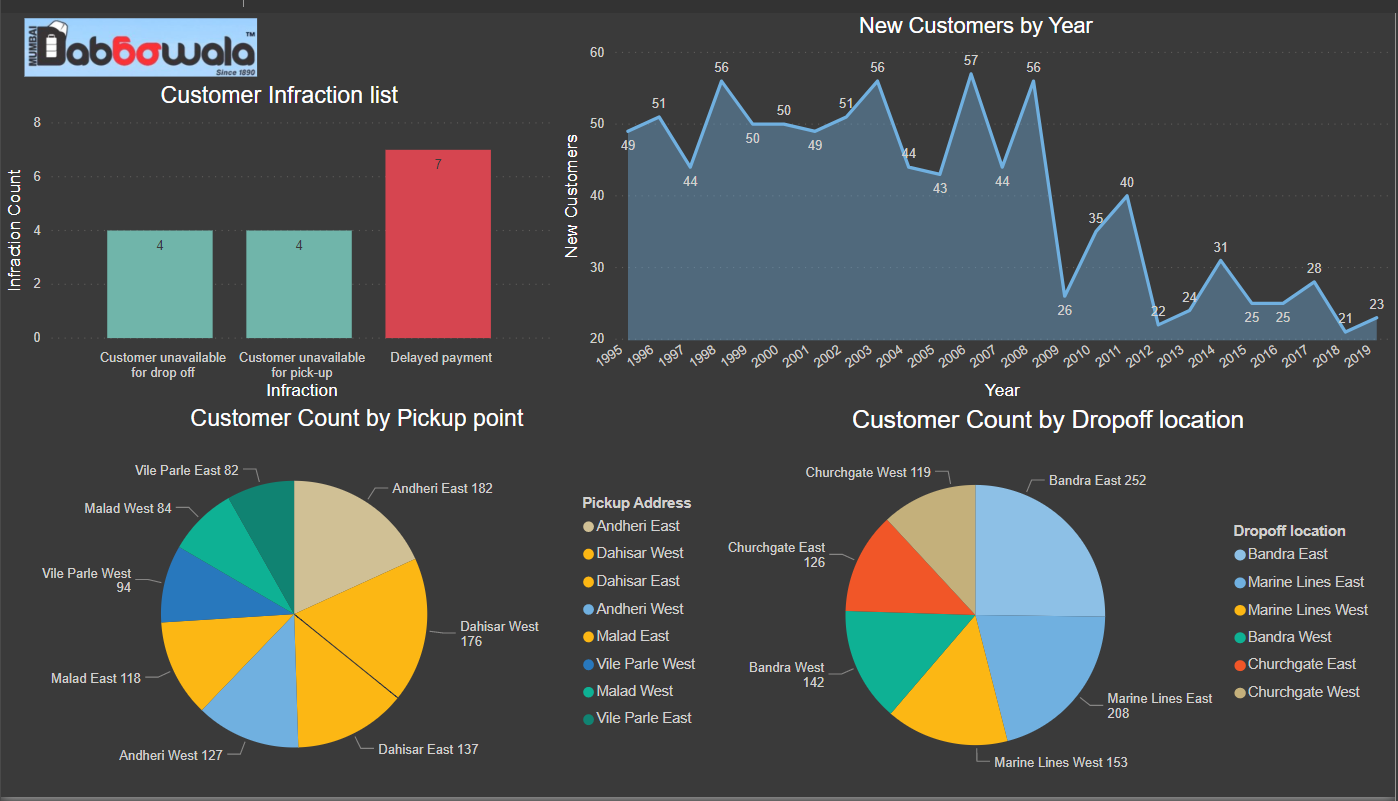 MUMBAI
Dabbawala™
Since 1890
Customer Infraction list
8
6
4
2
0
Infraction Count
4
4
7
Customer unavailable
for drop off
Customer unavailable
for pick-up
Delayed payment
Infraction
New Customers by Year
60
50
40
30
20
New Customers
49
51
44
56
50
50
49
51
56
44
43
57
44
56
26
35
40
22
24
31
25
25
28
21
23
1995
1996
1997
1998
1999
2000
2001
2002
2003
2004
2005
2006
2007
2008
2009
2010
2011
2012
2013
2014
2015
2016
2017
2018
2019
Year
Customer Count by Pickup point
Vile Parle East 82
Andheri East 182
Malad West 84
Vile Parle West
94
Dahisar West
176
Malad East 118
Dahisar East 137
Andheri West 127
Pickup Address
Andheri East
Dahisar West
Dahisar East
Andheri West
Malad East
Vile Parle West
Malad West
Vile Parle East
Customer Count by Dropoff location
Churchgate West 119
Bandra East 252
Churchgate East
126
Bandra West
142
Marine Lines East
208
Marine Lines West 153
Dropoff location
Bandra East
Marine Lines East
Marine Lines West
Bandra West
Churchgate East
Churchgate West